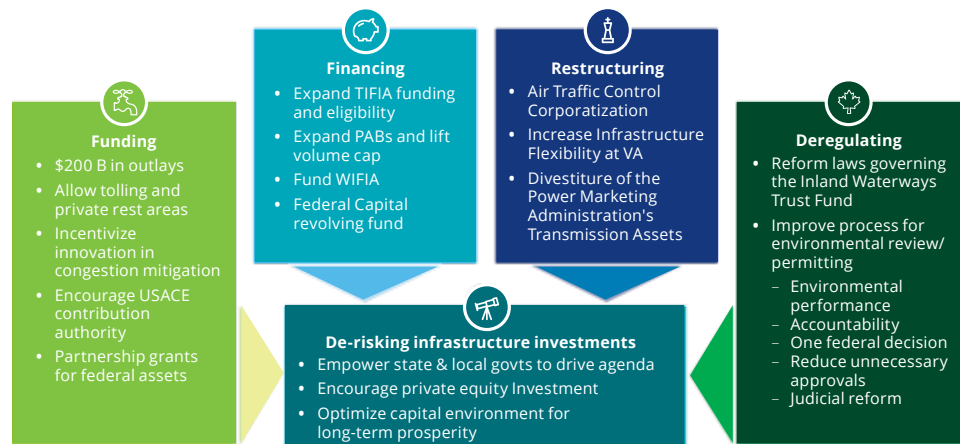 Funding
• $200 B in outlays
• Allow tolling and
private rest areas
• Incentivize
innovation in
congestion mitigation
• Encourage USACE
contribution
authority
• Partnership grants
for federal assets
Financing
• Expand TIFIA funding
and eligibility
• Expand PABs and lift
volume cap
• Fund WIFIA
• Federal Capital
revolving fund
Restructuring
• Air Traffic Control
Corporatization
• Increase Infrastructure
Flexibility at VA
• Divestiture of the
Power Marketing
Administration's
Transmission Assets
Deregulating
• Reform laws governing
the Inland Waterways
Trust Fund
• Improve process for
environmental review/
permitting
– Environmental
performance
– Accountability
– One federal decision
– Reduce unnecessary
approvals
– Judicial reform
De-risking infrastructure investments
• Empower state & local govts to drive agenda
• Encourage private equity Investment
• Optimize capital environment for
long-term prosperity